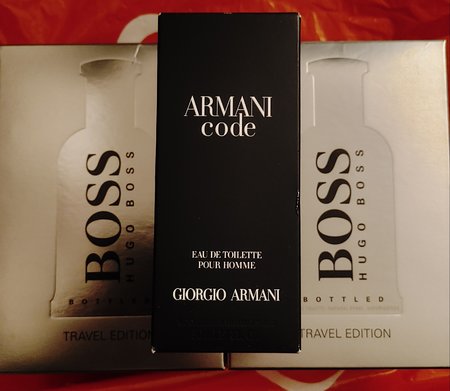 BOSS
HUGO BOSS
BOTTLED
TRAVEL EDITION
ARMANI
code
EAU DE TOILETTE
POUR HOMME
GIORGIO ARMANI
BOSS
HUGO BOSS
BOTTLED
TRAVEL EDITION